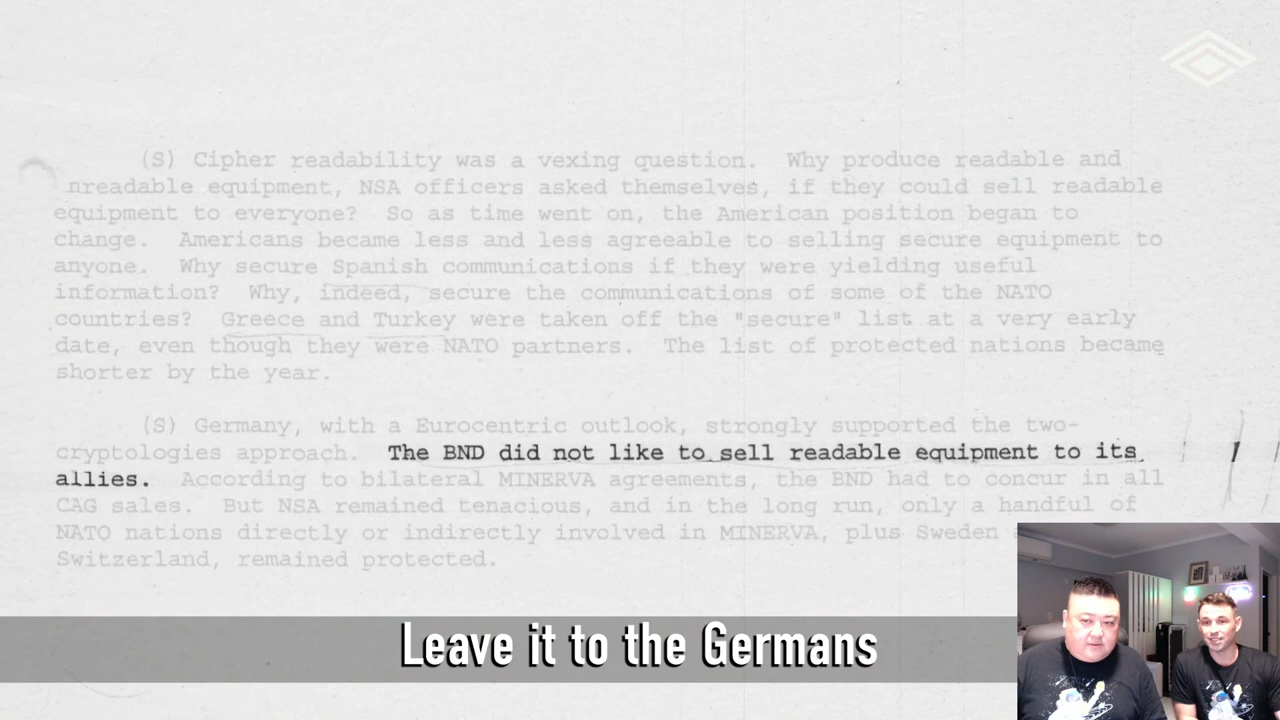 (S) Cipher readability was a vexing question. Why produce readable and
nreadable equipment, NSA officers asked themselves, if they could sell readable
equipment to everyone? So as time went on, the American position began to
change. Americans became less and less agreeable to selling secure equipment to
anyone. Why secure Spanish communications if they were yielding useful
information? Why, indeed, secure the communications of some of the NATO
countries? Greece and Turkey were taken off the "secure" list at a very early
date, even though they were NATO partners. The list of protected nations became
shorter by the year.
(S) Germany, with a Eurocentric outlook, strongly supported the two-
cryptologies approach. The BND did not like to sell readable equipment to its
allies. According to bilateral MINERVA agreements, the BND had to concur in all
CAG sales. But NSA remained tenacious, and in the long run, only a handful of
NATO nations directly or indirectly involved in MINERVA, plus Sweden
Switzerland, remained protected.
Leave it to the Germans